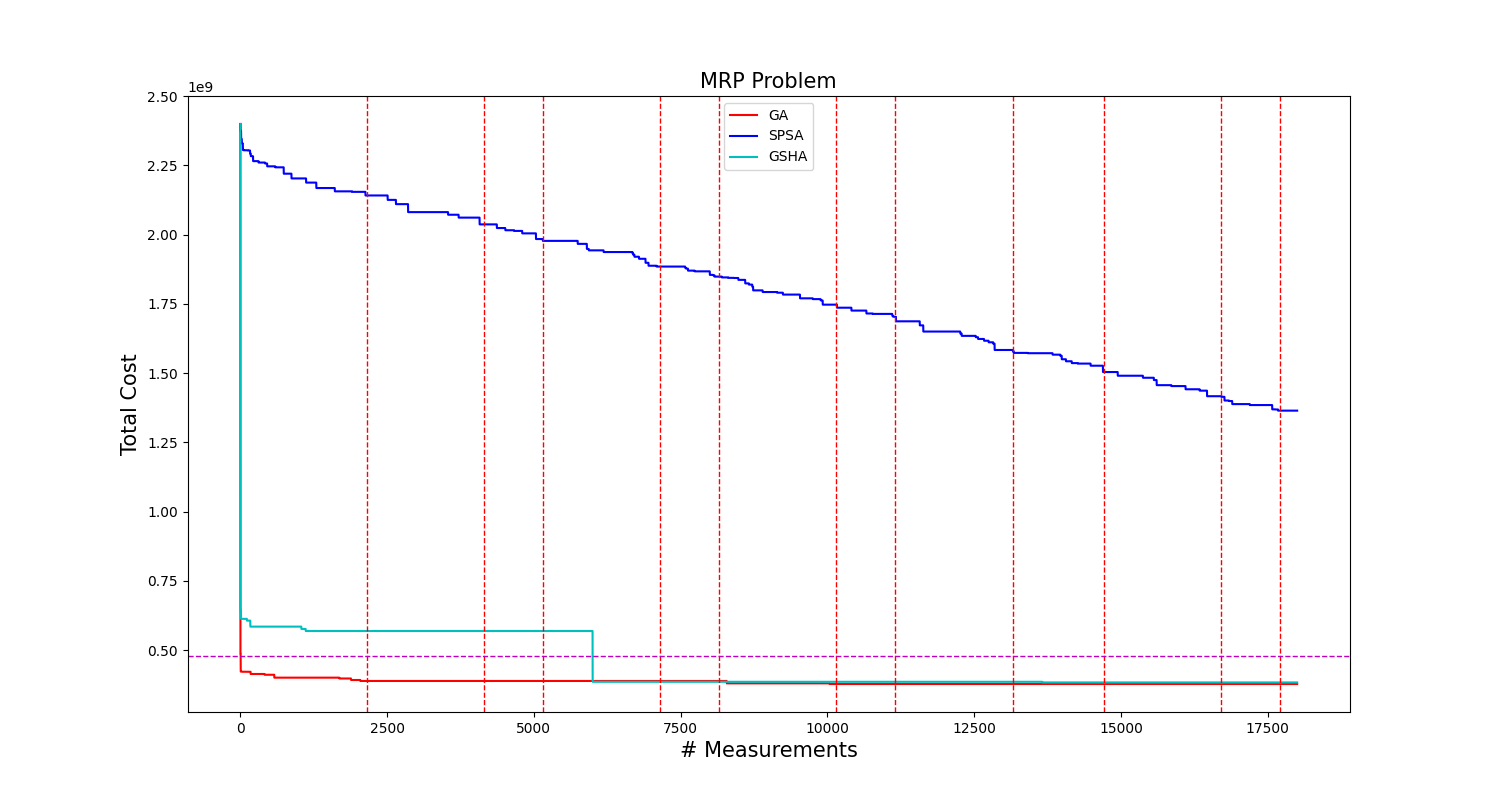 MRP Problem
1e9
2.50
2.25
2.00
1.75
1.50
1.25
1.00
0.75
0.50
Total Cost
GA
SPSA
GSHA
0 2500 5000 7500 10000 12500 15000 17500
# Measurements